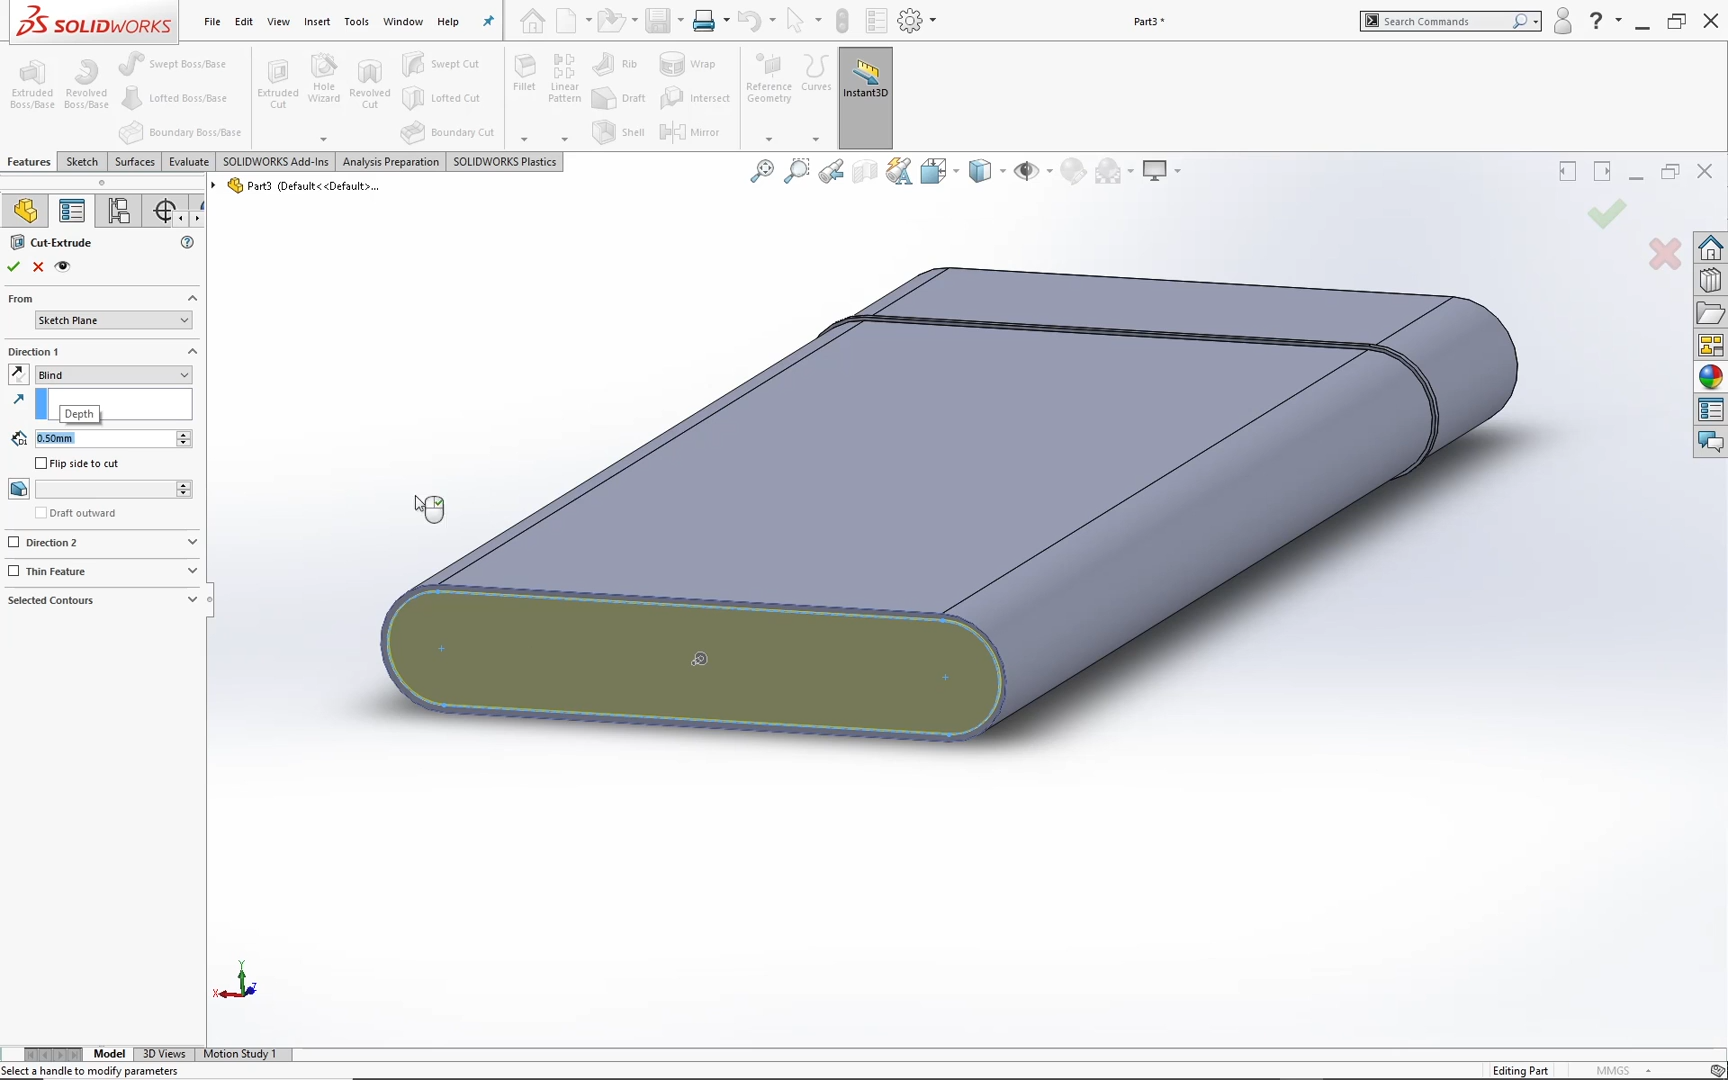 SOLIDWORKS File Edit View Insert Tools Window Help Part3 * Search Commands ?
Extruded Boss/Base
Revolved Boss/Base
Swept Boss/Base
Lofted Boss/Base
Boundary Boss/Base
Extruded Cut
Hole Wizard
Revolved Cut
Swept Cut
Lofted Cut
Boundary Cut
Fillet
Linear Pattern
Rib
Draft
Shell
Wrap
Intersect
Mirror
Reference Geometry
Curves
Instant3D
Features Sketch Surfaces Evaluate SOLIDWORKS Add-Ins Analysis Preparation SOLIDWORKS Plastics
Part3 (Default<<Default>...
Cut-Extrude
From
Sketch Plane
Direction 1
Blind
Depth
0.50mm
Flip side to cut
Draft outward
Direction 2
Thin Feature
Selected Contours
Y
X
Z
Model 3D Views Motion Study 1
Select a handle to modify parameters Editing Part MMGS